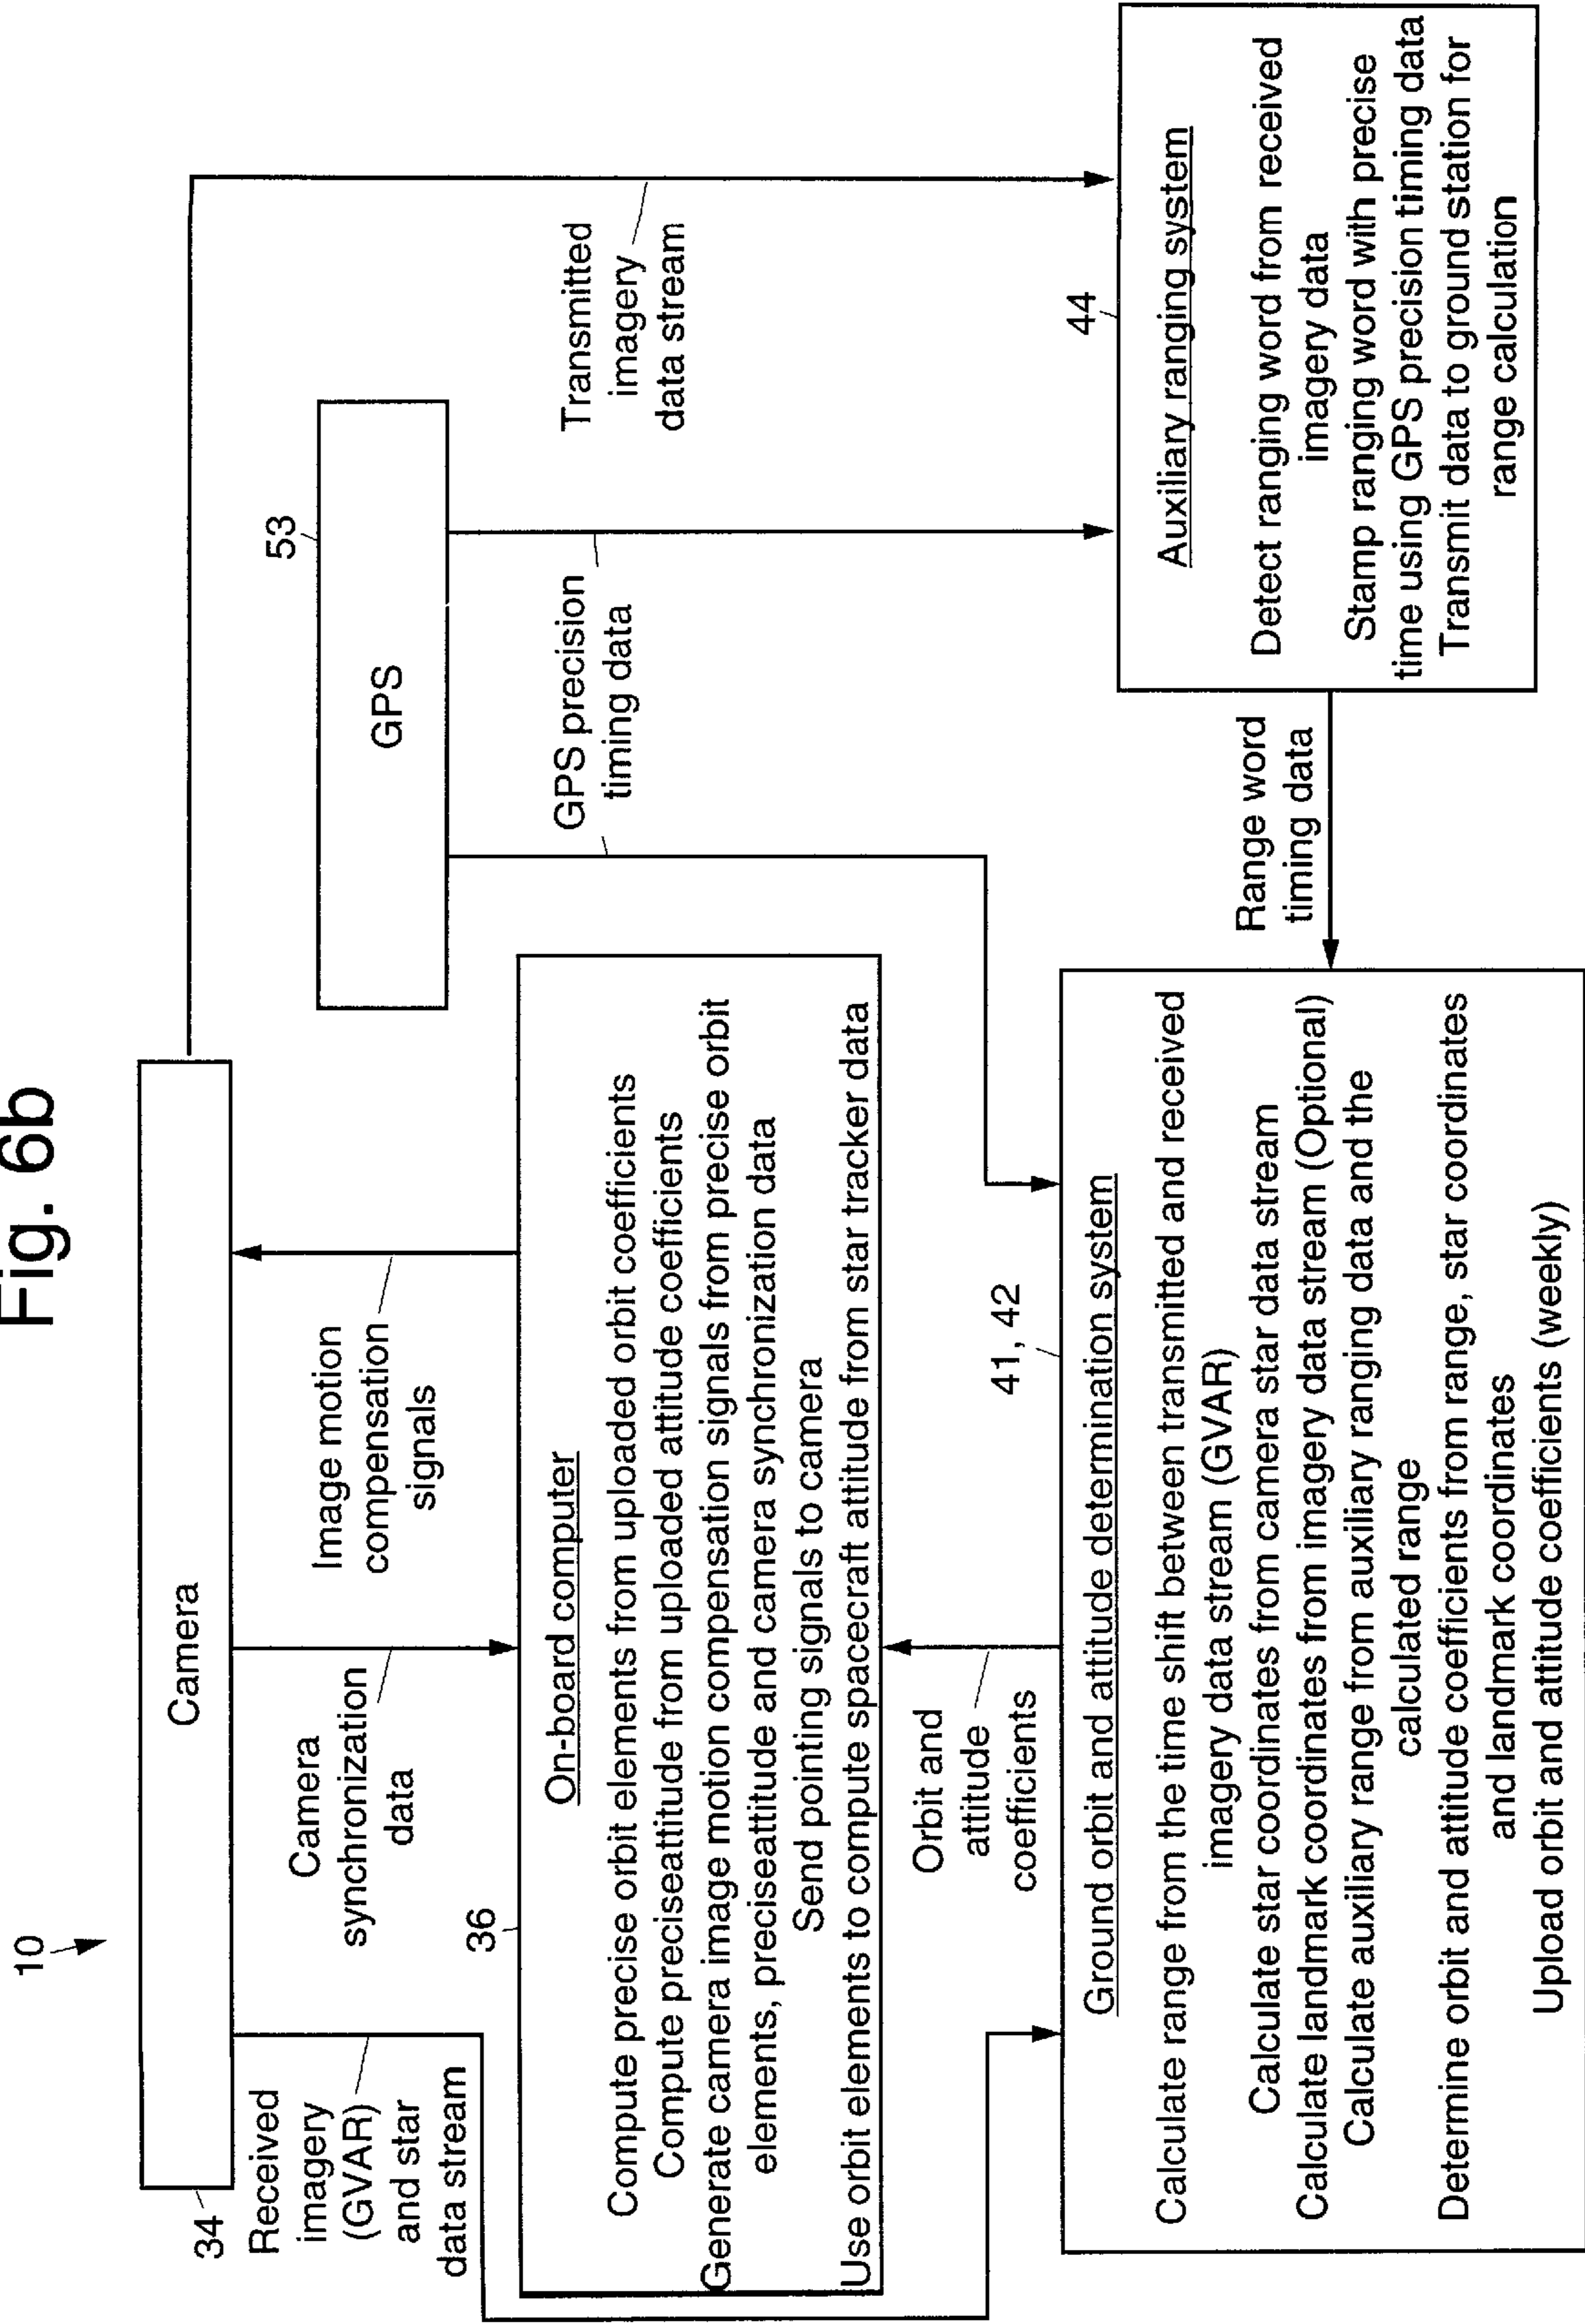 Fig. 6b
10
34
Camera
53
GPS
Received
imagery
(GVAR)
and star
data stream
Camera
synchronization
data
Image motion
compensation
signals
GPS precision
timing data
Transmitted
imagery
data stream
36
On-board computer
Compute precise orbit elements from uploaded orbit coefficients
Compute preciseattitude from uploaded attitude coefficients
Generate camera image motion compensation signals from precise orbit
elements, preciseattitude and camera synchronization data
Send pointing signals to camera
Use orbit elements to compute spacecraft attitude from star tracker data
Orbit and
attitude
coefficients
41, 42
Ground orbit and attitude determination system
Calculate range from the time shift between transmitted and received
imagery data stream (GVAR)
Calculate star coordinates from camera star data stream
Calculate landmark coordinates from imagery data stream (Optional)
Calculate auxiliary range from auxiliary ranging data and the
calculated range
Determine orbit and attitude coefficients from range, star coordinates
and landmark coordinates
Upload orbit and attitude coefficients (weekly)
Range word
timing data
44
Auxiliary ranging system
Detect ranging word from received
imagery data
Stamp ranging word with precise
time using GPS precision timing data
Transmit data to ground station for
range calculation